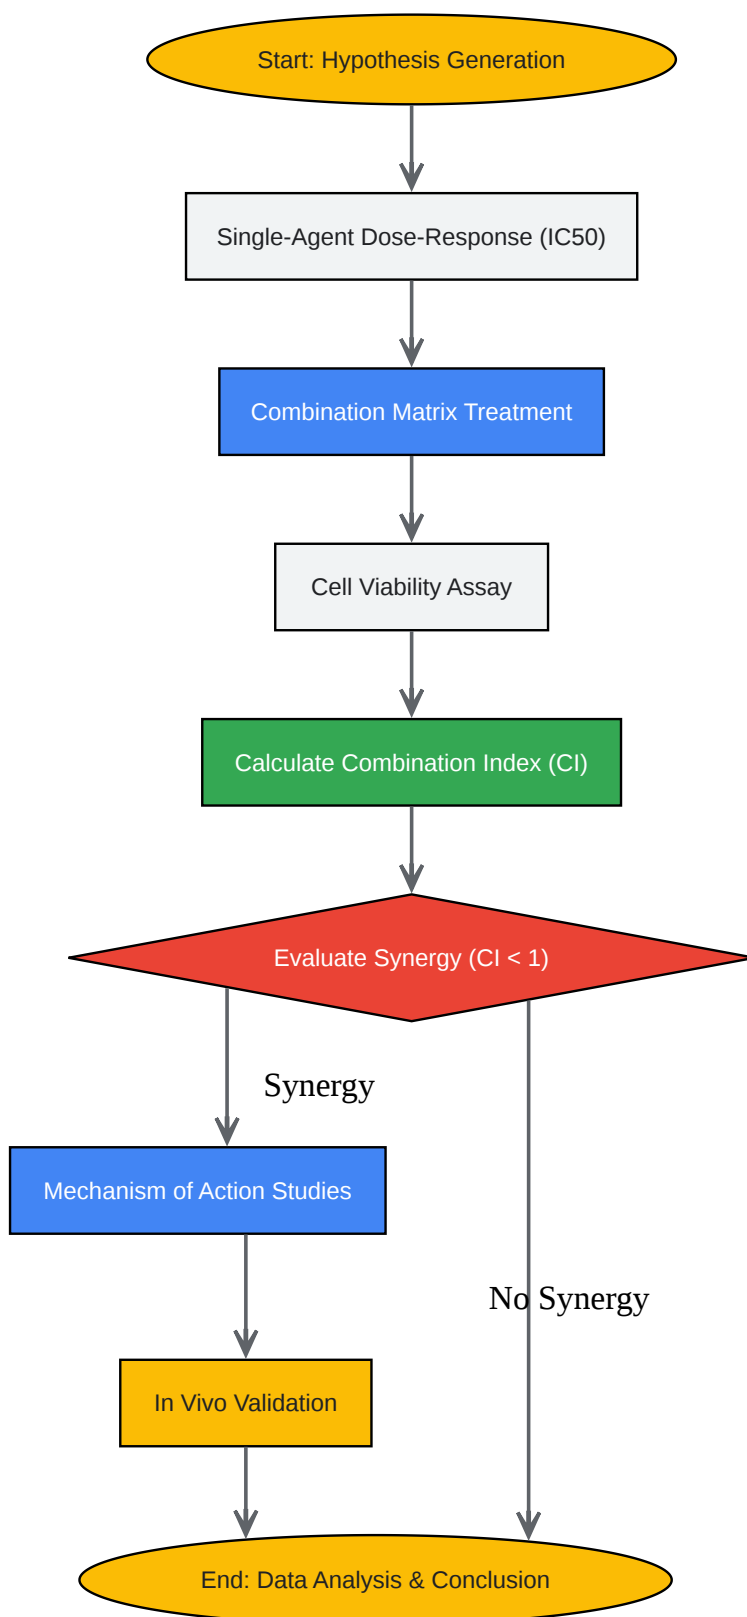 Start: Hypothesis Generation
Single-Agent Dose-Response (IC50)
Combination Matrix Treatment
Cell Viability Assay
Calculate Combination Index (CI)
Evaluate Synergy (CI < 1)
Synergy
Mechanism of Action Studies
No Synergy
In Vivo Validation
End: Data Analysis & Conclusion